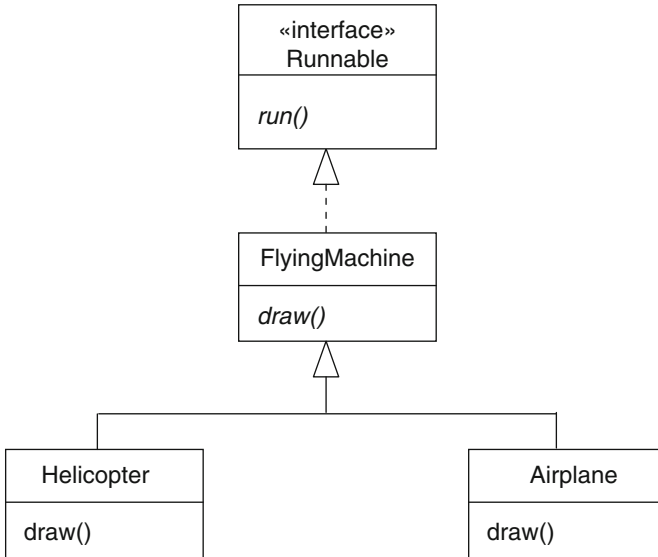 «interface»
Runnable
run()
FlyingMachine
draw()
Helicopter
draw()
Airplane
draw()